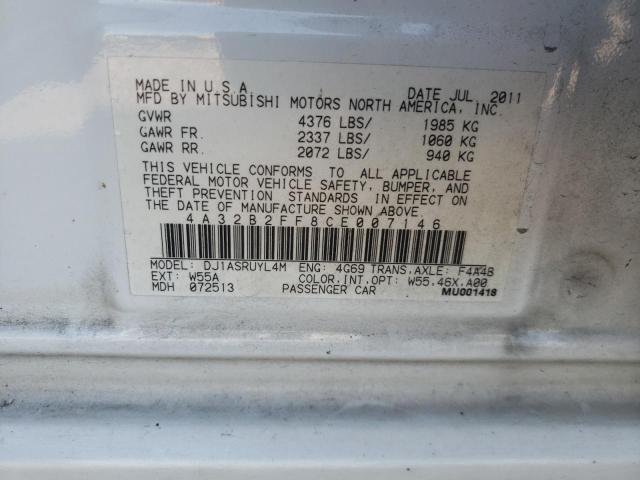 MADE IN U.S.A. DATE JUL 2011
MFD BY MITSUBISHI MOTORS NORTH AMERICA, INC.
GVWR 4376 LBS/ 1985 KG
GAWR FR. 2337 LBS/ 1060 KG
GAWR RR. 2072 LBS/ 940 KG
THIS VEHICLE CONFORMS TO ALL APPLICABLE
FEDERAL MOTOR VEHICLE SAFETY, BUMPER, AND
THEFT PREVENTION STANDARDS IN EFFECT ON
THE DATE OF MANUFACTURE SHOWN ABOVE.
4A32B2FF8CE007146
MODEL: DJ1ASRUYL4M ENG: 4G69 TRANS.AXLE: F4A4B
EXT: W55A COLOR.INT.OPT: W55.46X.A00
MDH 072513 PASSENGER CAR MU001418